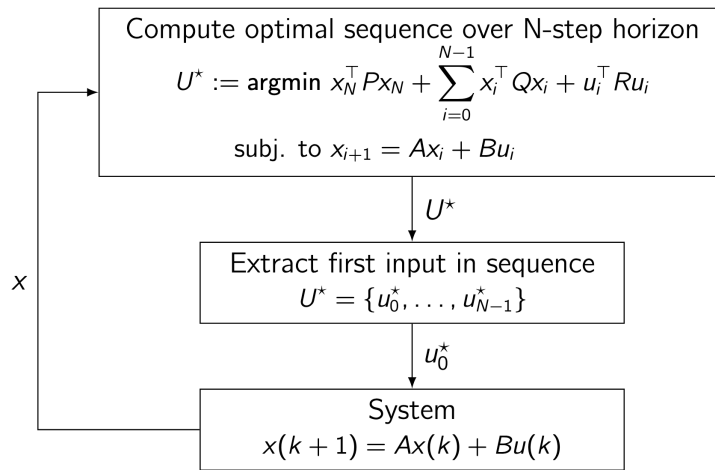 Compute optimal sequence over N-step horizon
U⋆ := argmin x_N^⊤ P x_N + ∑_{i=0}^{N−1} x_i^⊤ Q x_i + u_i^⊤ R u_i
subj. to x_{i+1} = Ax_i + Bu_i
U⋆
Extract first input in sequence
U⋆ = {u_0^⋆, . . . , u_{N−1}^⋆}
x
u_0^⋆
System
x(k + 1) = Ax(k) + Bu(k)